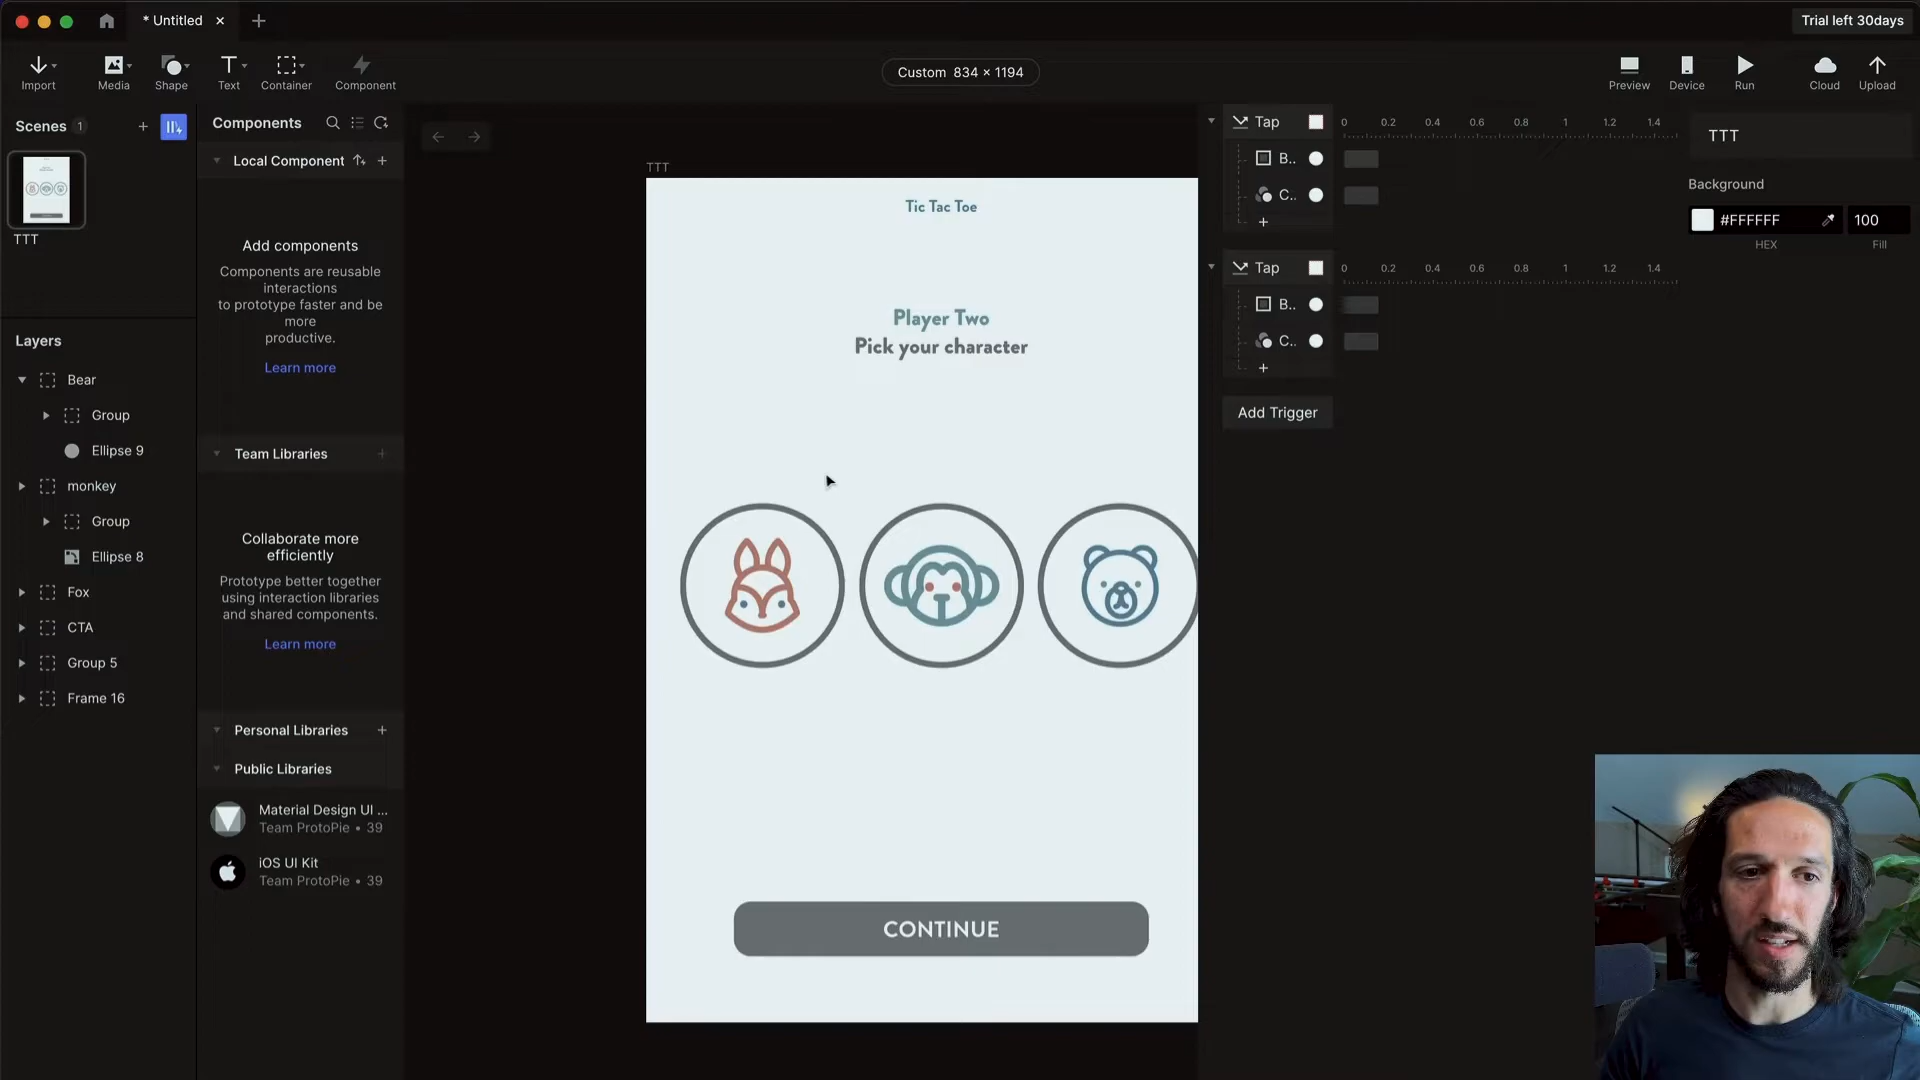 * Untitled
Trial left 30days
Import
Media
Shape
Text
Container
Component
Custom 834 × 1194
Preview
Device
Run
Cloud
Upload
Scenes 1
TTT
Layers
Bear
Group
Ellipse 9
monkey
Group
Ellipse 8
Fox
CTA
Group 5
Frame 16
Components
Local Component
Add components
Components are reusable
interactions
to prototype faster and be
more
productive.
Learn more
Team Libraries
Collaborate more
efficiently
Prototype better together
using interaction libraries
and shared components.
Learn more
Personal Libraries
Public Libraries
Material Design UI ...
Team ProtoPie • 39
iOS UI Kit
Team ProtoPie • 39
TTT
Tic Tac Toe
Player Two
Pick your character
CONTINUE
Tap
0 0.2 0.4 0.6 0.8 1 1.2 1.4
B..
C..
Tap
0 0.2 0.4 0.6 0.8 1 1.2 1.4
B..
C..
Add Trigger
TTT
Background
#FFFFFF
100
HEX
Fill